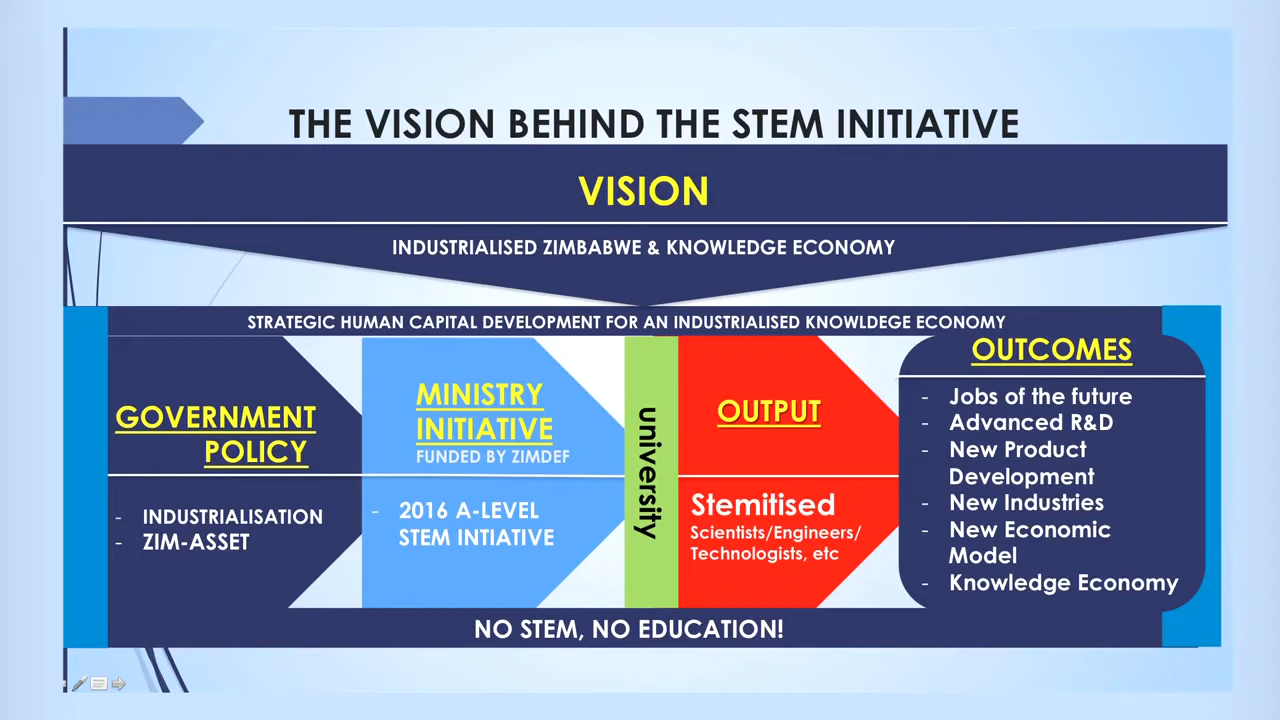 THE VISION BEHIND THE STEM INITIATIVE
VISION
INDUSTRIALISED ZIMBABWE & KNOWLEDGE ECONOMY
STRATEGIC HUMAN CAPITAL DEVELOPMENT FOR AN INDUSTRIALISED KNOWLDEGE ECONOMY
GOVERNMENT
POLICY
- INDUSTRIALISATION
- ZIM-ASSET
MINISTRY
INITIATIVE
FUNDED BY ZIMDEF
- 2016 A-LEVEL
STEM INTIATIVE
university
OUTPUT
Stemitised
Scientists/Engineers/
Technologists, etc
OUTCOMES
- Jobs of the future
- Advanced R&D
- New Product
Development
- New Industries
- New Economic
Model
- Knowledge Economy
NO STEM, NO EDUCATION!